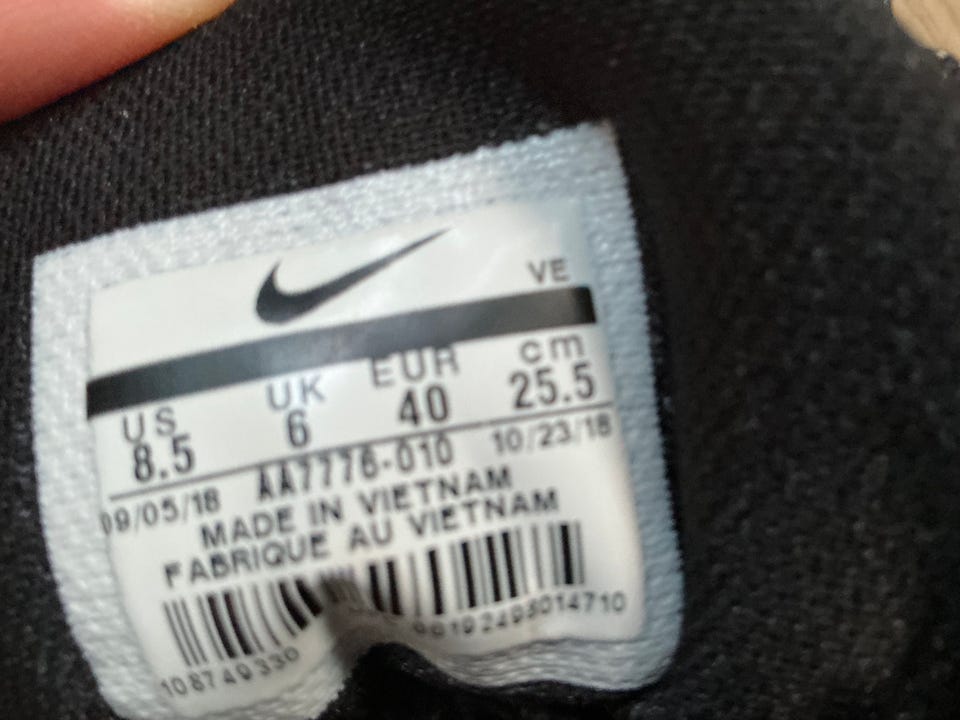 VE
US UK EUR cm
8.5 6 40 25.5
09/05/18 AA7776-010 10/23/18
MADE IN VIETNAM
FABRIQUE AU VIETNAM
108749330